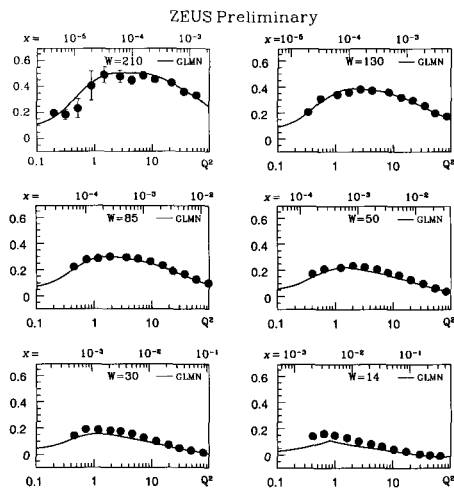 ZEUS Preliminary
x = 10⁻⁵ 10⁻⁴ 10⁻³
W=210 — GLMN
0.6
0.4
0.2
0
0.1 1 10 Q²
x = 10⁻⁵ 10⁻⁴ 10⁻³
W=130 — GLMN
0.6
0.4
0.2
0
0.1 1 10 Q²
x = 10⁻⁴ 10⁻³ 10⁻²
W=85 — GLMN
0.6
0.4
0.2
0
0.1 1 10 Q²
x = 10⁻⁴ 10⁻³ 10⁻²
W=50 — GLMN
0.6
0.4
0.2
0
0.1 1 10 Q²
x = 10⁻³ 10⁻² 10⁻¹
W=30 — GLMN
0.6
0.4
0.2
0
0.1 1 10 Q²
x = 10⁻³ 10⁻² 10⁻¹
W=14 — GLMN
0.6
0.4
0.2
0
0.1 1 10 Q²